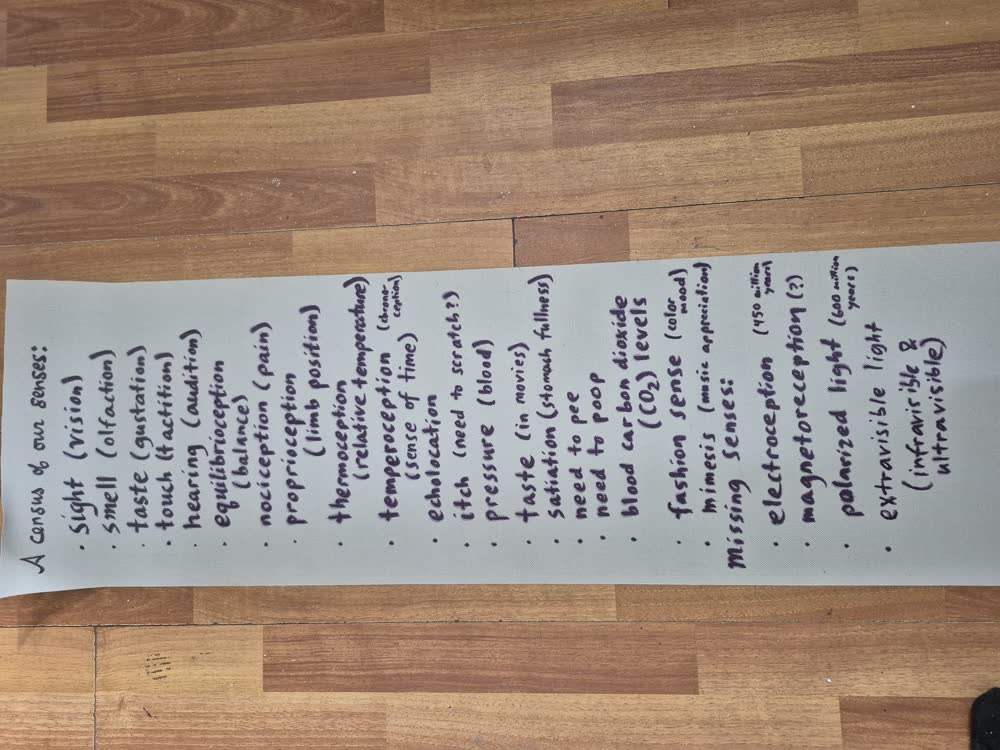 A census of our senses:
· sight (vision)
· smell (olfaction)
· taste (gustation)
· touch (tactition)
· hearing (audition)
· equilibrioception
(balance)
· nociception (pain)
· proprioception
(limb position)
· thermoception
(relative temperature)
· temperoception (chrono-
ception)
(sense of time)
· echolocation
· itch (need to scratch?)
· pressure (blood)
· taste (in movies)
· satiation (stomach fullness)
· need to pee
· need to poop
· blood carbon dioxide
(CO₂) levels
· fashion sense (color
mood)
· mimesis (music appreciation)
Missing senses:
· electroception (450 million
years)
· magnetoreception (?)
· polarized light (600 million
years)
· extravisible light
(infravisible &
ultravisible)